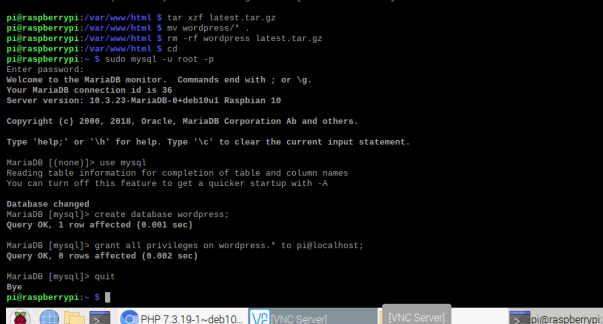 pi@raspberrypi:/var/www/html $ tar xzf latest.tar.gz
pi@raspberrypi:/var/www/html $ mv wordpress/* .
pi@raspberrypi:/var/www/html $ rm -rf wordpress latest.tar.gz
pi@raspberrypi:/var/www/html $ cd
pi@raspberrypi:~ $ sudo mysql -u root -p
Enter password:
Welcome to the MariaDB monitor.  Commands end with ; or \g.
Your MariaDB connection id is 36
Server version: 10.3.23-MariaDB-0+deb10u1 Raspbian 10
Copyright (c) 2000, 2018, Oracle, MariaDB Corporation Ab and others.
Type 'help;' or '\h' for help. Type '\c' to clear the current input statement.
MariaDB [(none)]> use mysql
Reading table information for completion of table and column names
You can turn off this feature to get a quicker startup with -A
Database changed
MariaDB [mysql]> create database wordpress;
Query OK, 1 row affected (0.001 sec)
MariaDB [mysql]> grant all privileges on wordpress.* to pi@localhost;
Query OK, 0 rows affected (0.002 sec)
MariaDB [mysql]> quit
Bye
pi@raspberrypi:~ $
PHP 7.3.19-1~deb10... [VNC Server] [VNC Server] pi@raspberrypi: